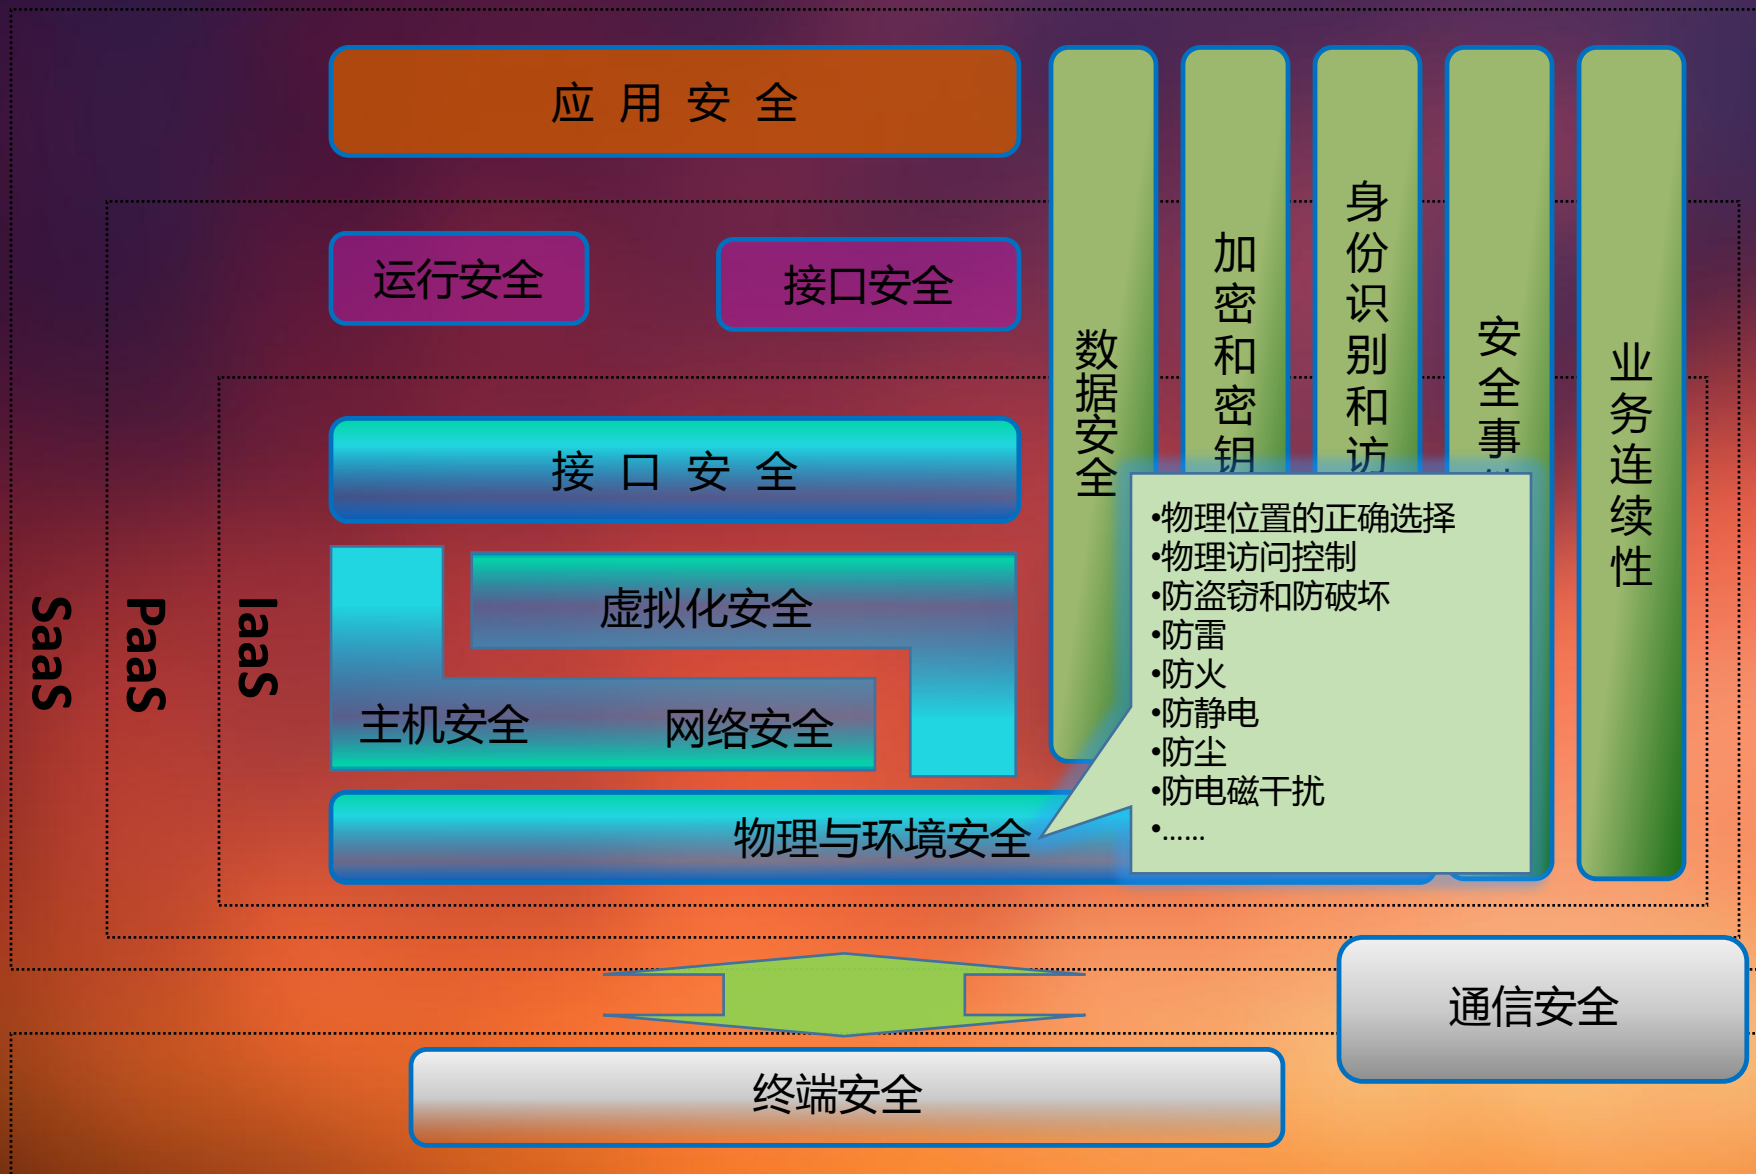 应 用 安 全
运行安全
接口安全
接 口 安 全
虚拟化安全
主机安全
网络安全
物理与环境安全
数据安全
加密和密钥
身份识别和访
安全事
业务连续性
•物理位置的正确选择
•物理访问控制
•防盗窃和防破坏
•防雷
•防火
•防静电
•防尘
•防电磁干扰
•......
SaaS
PaaS
IaaS
通信安全
终端安全